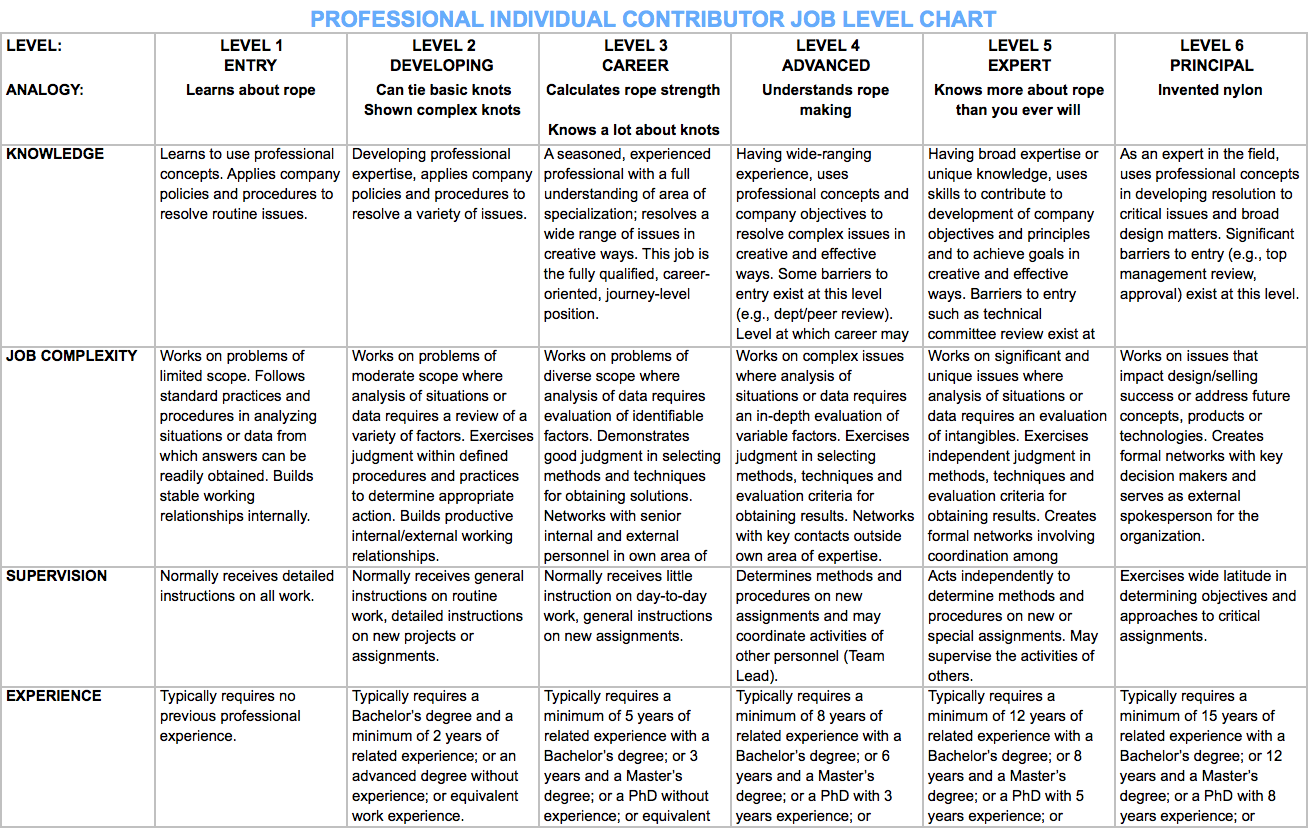 PROFESSIONAL INDIVIDUAL CONTRIBUTOR JOB LEVEL CHART
LEVEL:
LEVEL 1
ENTRY
LEVEL 2
DEVELOPING
LEVEL 3
CAREER
LEVEL 4
ADVANCED
LEVEL 5
EXPERT
LEVEL 6
PRINCIPAL
ANALOGY:
Learns about rope
Can tie basic knots
Shown complex knots
Calculates rope strength
Knows a lot about knots
Understands rope
making
Knows more about rope
than you ever will
Invented nylon
KNOWLEDGE
Learns to use professional
concepts. Applies company
policies and procedures to
resolve routine issues.
Developing professional
expertise, applies company
policies and procedures to
resolve a variety of issues.
A seasoned, experienced
professional with a full
understanding of area of
specialization; resolves a
wide range of issues in
creative ways. This job is
the fully qualified, career-
oriented, journey-level
position.
Having wide-ranging
experience, uses
professional concepts and
company objectives to
resolve complex issues in
creative and effective
ways. Some barriers to
entry exist at this level
(e.g., dept/peer review).
Level at which career may
Having broad expertise or
unique knowledge, uses
skills to contribute to
development of company
objectives and principles
and to achieve goals in
creative and effective
ways. Barriers to entry
such as technical
committee review exist at
As an expert in the field,
uses professional concepts
in developing resolution to
critical issues and broad
design matters. Significant
barriers to entry (e.g., top
management review,
approval) exist at this level.
JOB COMPLEXITY
Works on problems of
limited scope. Follows
standard practices and
procedures in analyzing
situations or data from
which answers can be
readily obtained. Builds
stable working
relationships internally.
Works on problems of
moderate scope where
analysis of situations or
data requires a review of a
variety of factors. Exercises
judgment within defined
procedures and practices
to determine appropriate
action. Builds productive
internal/external working
relationships.
Works on problems of
diverse scope where
analysis of data requires
evaluation of identifiable
factors. Demonstrates
good judgment in selecting
methods and techniques
for obtaining solutions.
Networks with senior
internal and external
personnel in own area of
Works on complex issues
where analysis of
situations or data requires
an in-depth evaluation of
variable factors. Exercises
judgment in selecting
methods, techniques and
evaluation criteria for
obtaining results. Networks
with key contacts outside
own area of expertise.
Works on significant and
unique issues where
analysis of situations or
data requires an evaluation
of intangibles. Exercises
independent judgment in
methods, techniques and
evaluation criteria for
obtaining results. Creates
formal networks involving
coordination among
Works on issues that
impact design/selling
success or address future
concepts, products or
technologies. Creates
formal networks with key
decision makers and
serves as external
spokesperson for the
organization.
SUPERVISION
Normally receives detailed
instructions on all work.
Normally receives general
instructions on routine
work, detailed instructions
on new projects or
assignments.
Normally receives little
instruction on day-to-day
work, general instructions
on new assignments.
Determines methods and
procedures on new
assignments and may
coordinate activities of
other personnel (Team
Lead).
Acts independently to
determine methods and
procedures on new or
special assignments. May
supervise the activities of
others.
Exercises wide latitude in
determining objectives and
approaches to critical
assignments.
EXPERIENCE
Typically requires no
previous professional
experience.
Typically requires a
Bachelor's degree and a
minimum of 2 years of
related experience; or an
advanced degree without
experience; or equivalent
work experience.
Typically requires a
minimum of 5 years of
related experience with a
Bachelor's degree; or 3
years and a Master's
degree; or a PhD without
experience; or equivalent
Typically requires a
minimum of 8 years of
related experience with a
Bachelor's degree; or 6
years and a Master's
degree; or a PhD with 3
years experience; or
Typically requires a
minimum of 12 years of
related experience with a
Bachelor's degree; or 8
years and a Master's
degree; or a PhD with 5
years experience; or
Typically requires a
minimum of 15 years of
related experience with a
Bachelor's degree; or 12
years and a Master's
degree; or a PhD with 8
years experience; or